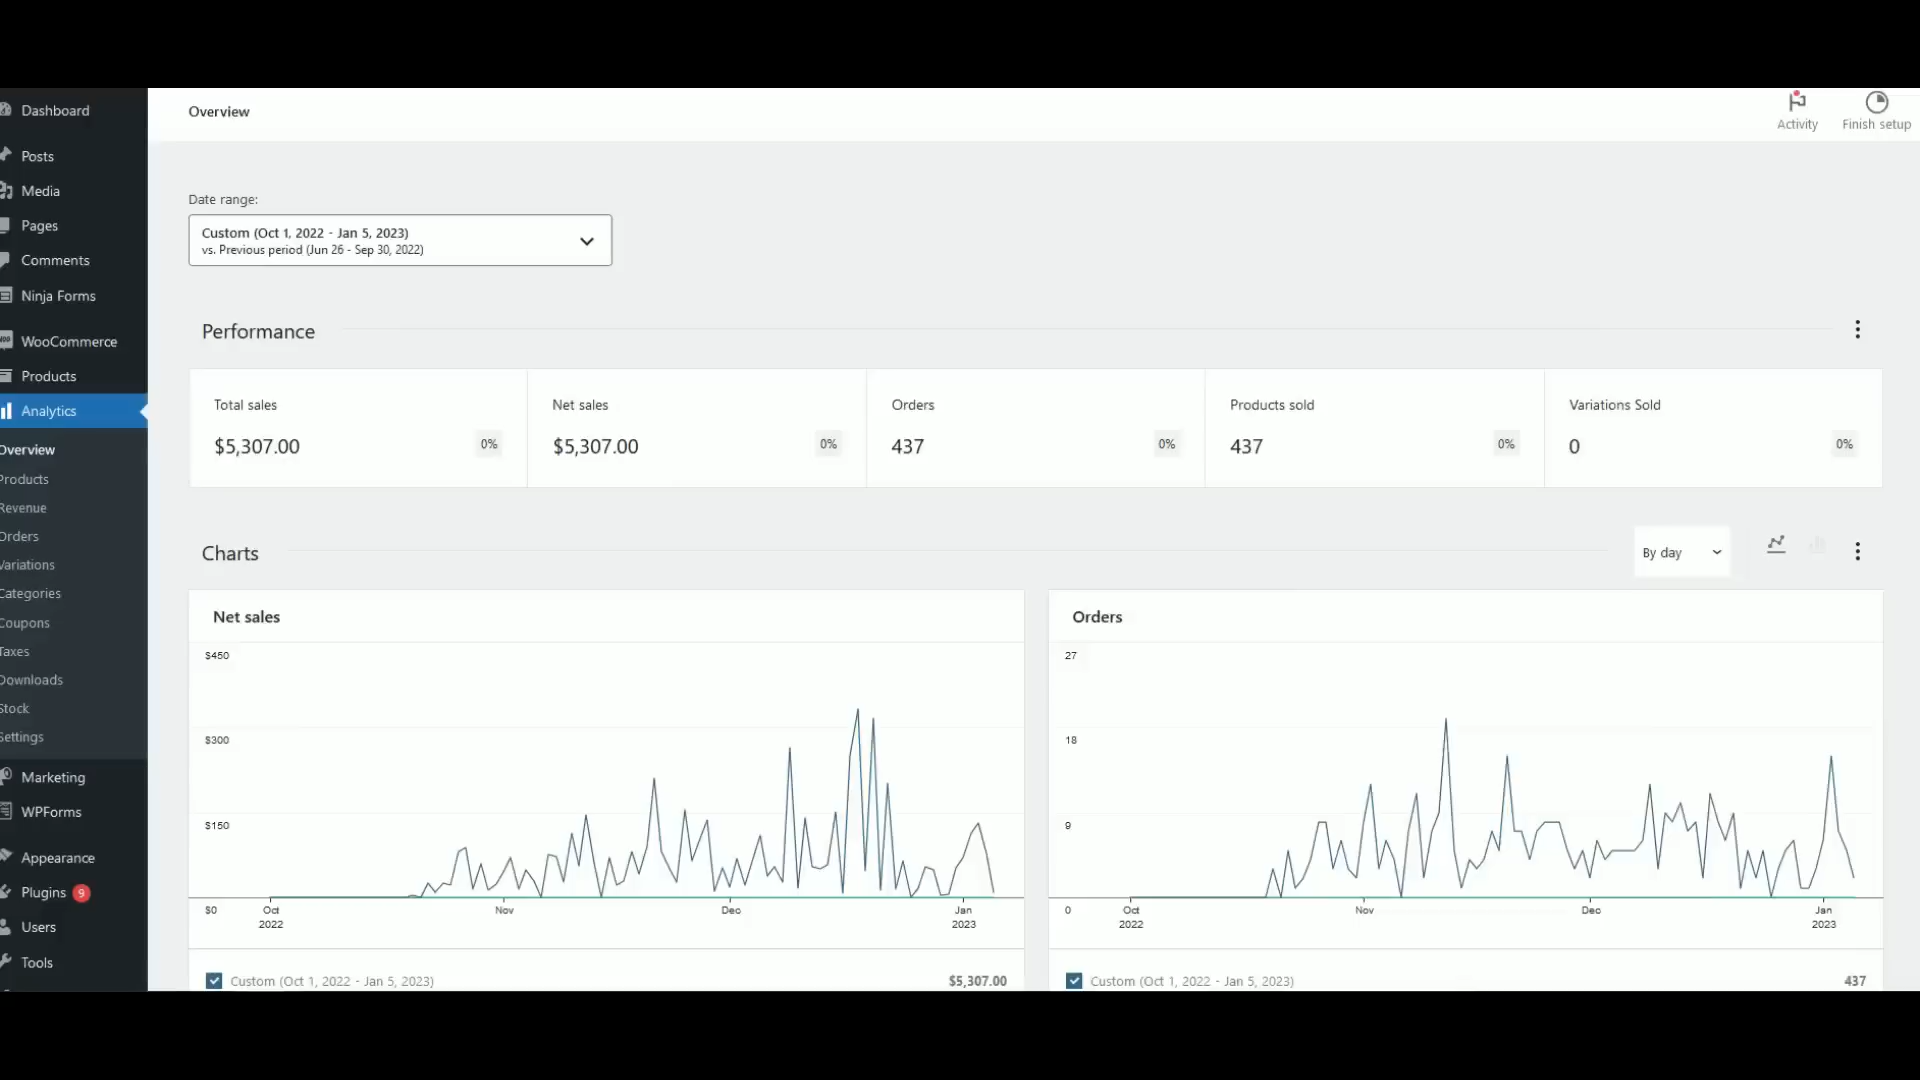 Dashboard
Posts
Media
Pages
Comments
Ninja Forms
WooCommerce
Products
Analytics
Overview
Products
Revenue
Orders
Variations
Categories
Coupons
Taxes
Downloads
Stock
Settings
Marketing
WPForms
Appearance
Plugins 9
Users
Tools
Overview
Activity
Finish setup
Date range:
Custom (Oct 1, 2022 - Jan 5, 2023)
vs. Previous period (Jun 26 - Sep 30, 2022)
Performance
Total sales
$5,307.00 0%
Net sales
$5,307.00 0%
Orders
437 0%
Products sold
437 0%
Variations Sold
0 0%
Charts
By day
Net sales
$450
$300
$150
$0
Oct
2022
Nov
Dec
Jan
2023
Custom (Oct 1, 2022 - Jan 5, 2023) $5,307.00
Orders
27
18
9
0
Oct
2022
Nov
Dec
Jan
2023
Custom (Oct 1, 2022 - Jan 5, 2023) 437